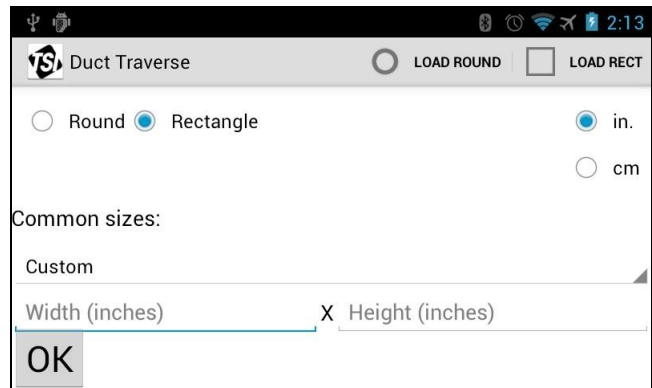 2:13
TSI Duct Traverse LOAD ROUND LOAD RECT
Round Rectangle in.
cm
Common sizes:
Custom
Width (inches) X Height (inches)
OK